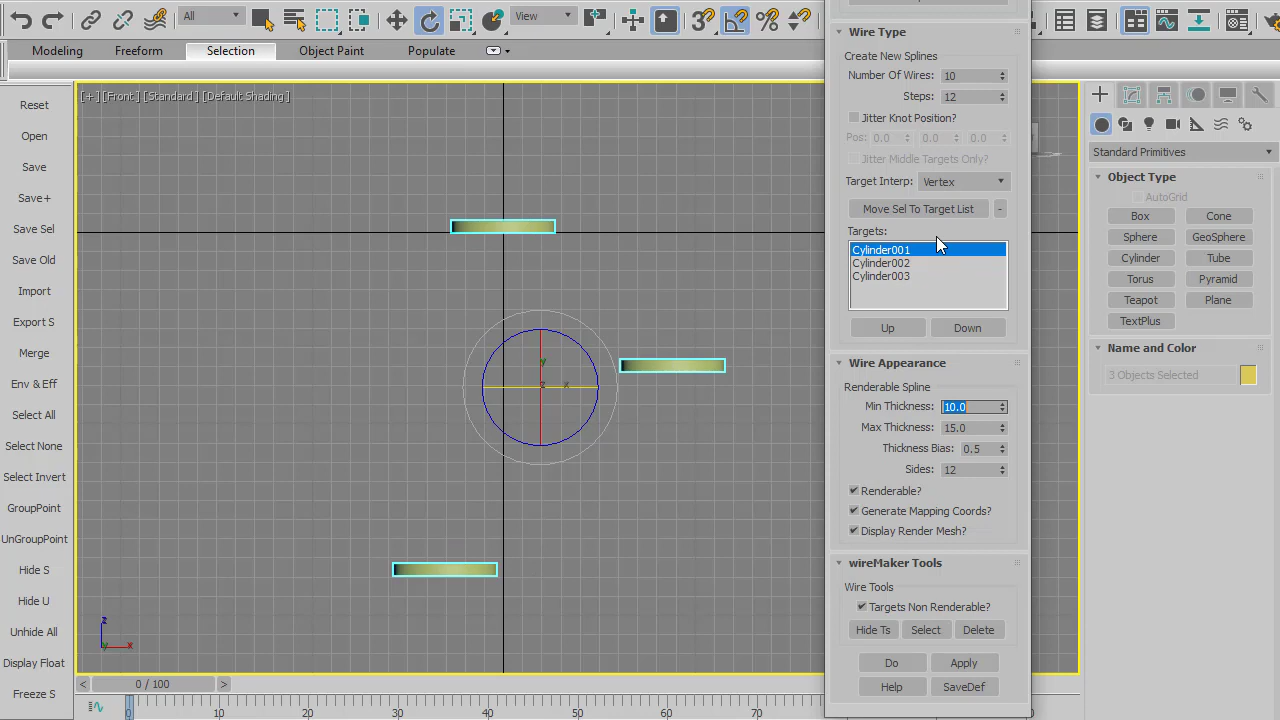 All
View
Modeling
Freeform
Selection
Object Paint
Populate
[+] [Front] [Standard] [Default Shading]
Reset
Open
Save
Save+
Save Sel
Save Old
Import
Export S
Merge
Env & Eff
Select All
Select None
Select Invert
GroupPoint
UnGroupPoint
Hide S
Hide U
Unhide All
Display Float
Freeze S
y
z
x
z
y
x
< 0 / 100 >
0
30
40
50
60
70
Wire Type
Create New Splines
Number Of Wires: 10
Steps: 12
Jitter Knot Position?
Pos: 0.0 0.0 0.0
Jitter Middle Targets Only?
Target Interp: Vertex
Move Sel To Target List -
Targets:
Cylinder001
Cylinder002
Cylinder003
Up Down
Wire Appearance
Renderable Spline
Min Thickness: 10.0
Max Thickness: 15.0
Thickness Bias: 0.5
Sides: 12
Renderable?
Generate Mapping Coords?
Display Render Mesh?
wireMaker Tools
Wire Tools
Targets Non Renderable?
Hide Ts Select Delete
Do Apply
Help SaveDef
Standard Primitives
Object Type
AutoGrid
Box Cone
Sphere GeoSphere
Cylinder Tube
Torus Pyramid
Teapot Plane
TextPlus
Name and Color
3 Objects Selected